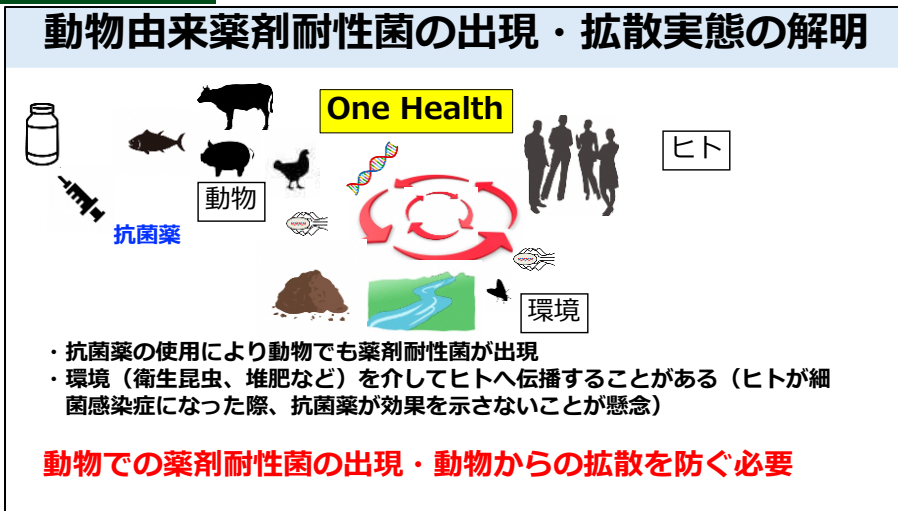 動物由来薬剤耐性菌の出現・拡散実態の解明
One Health
ヒト
動物
抗菌薬
環境
・抗菌薬の使用により動物でも薬剤耐性菌が出現
・環境（衛生昆虫、堆肥など）を介してヒトへ伝播することがある（ヒトが細
菌感染症になった際、抗菌薬が効果を示さないことが懸念）
動物での薬剤耐性菌の出現・動物からの拡散を防ぐ必要